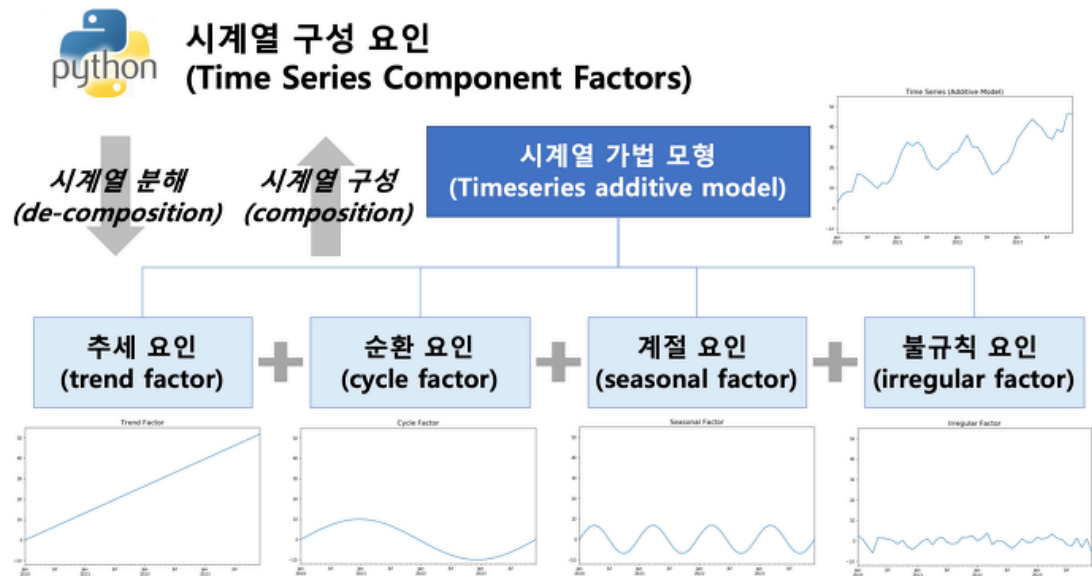 python
시계열 구성 요인
(Time Series Component Factors)
시계열 분해
(de-composition)
시계열 구성
(composition)
시계열 가법 모형
(Timeseries additive model)
Time Series (Additive Model)
추세 요인
(trend factor)
순환 요인
(cycle factor)
계절 요인
(seasonal factor)
불규칙 요인
(irregular factor)
Trend Factor
Cycle Factor
Seasonal Factor
Irregular Factor